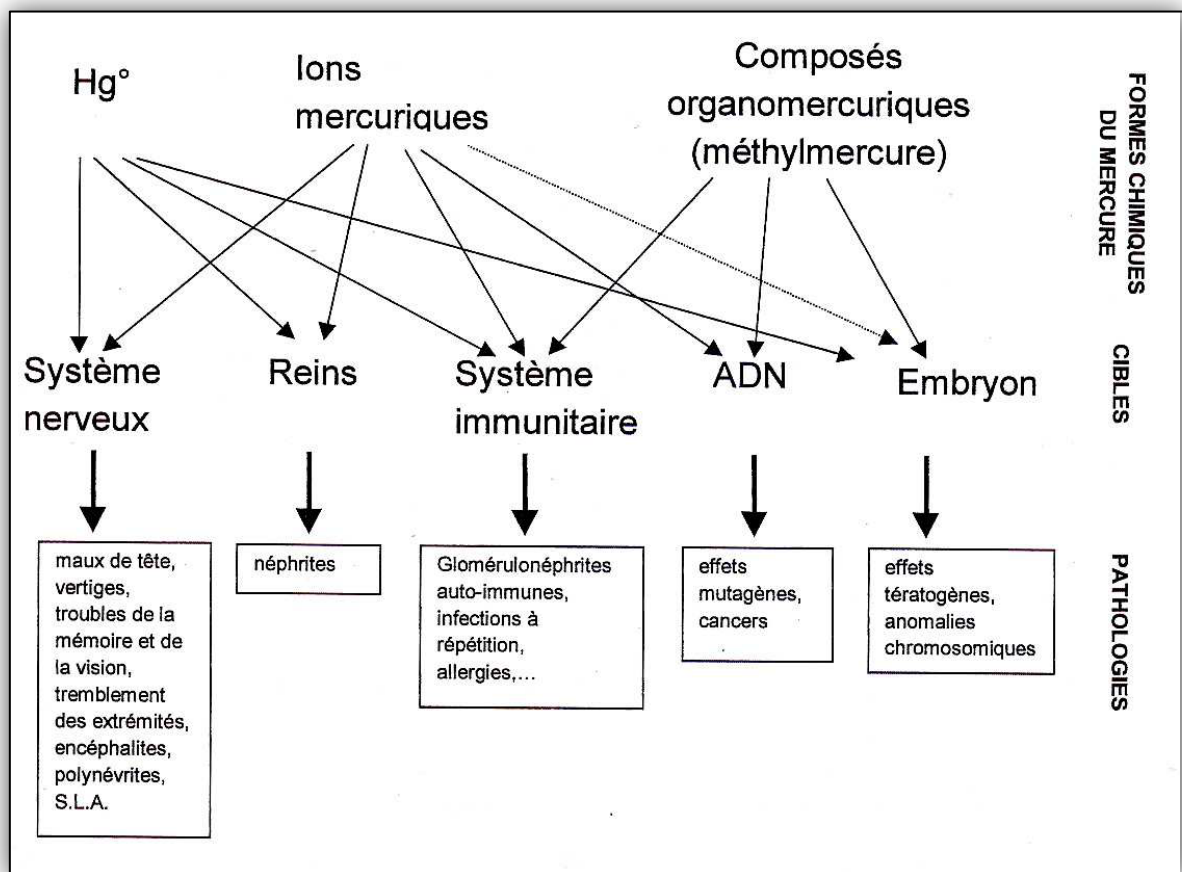 Hg°
Ions
mercuriques
Composés
organomercuriques
(méthylmercure)
FORMES CHIMIQUES
DU MERCURE
Système
nerveux
Reins
Système
immunitaire
ADN
Embryon
CIBLES
maux de tête,
vertiges,
troubles de la
mémoire et de
la vision,
tremblement
des extrémités,
encéphalites,
polynévrites,
S.L.A.
néphrites
Glomérulonéphrites
auto-immunes,
infections à
répétition,
allergies,...
effets
mutagènes,
cancers
effets
tératogènes,
anomalies
chromosomiques
PATHOLOGIES